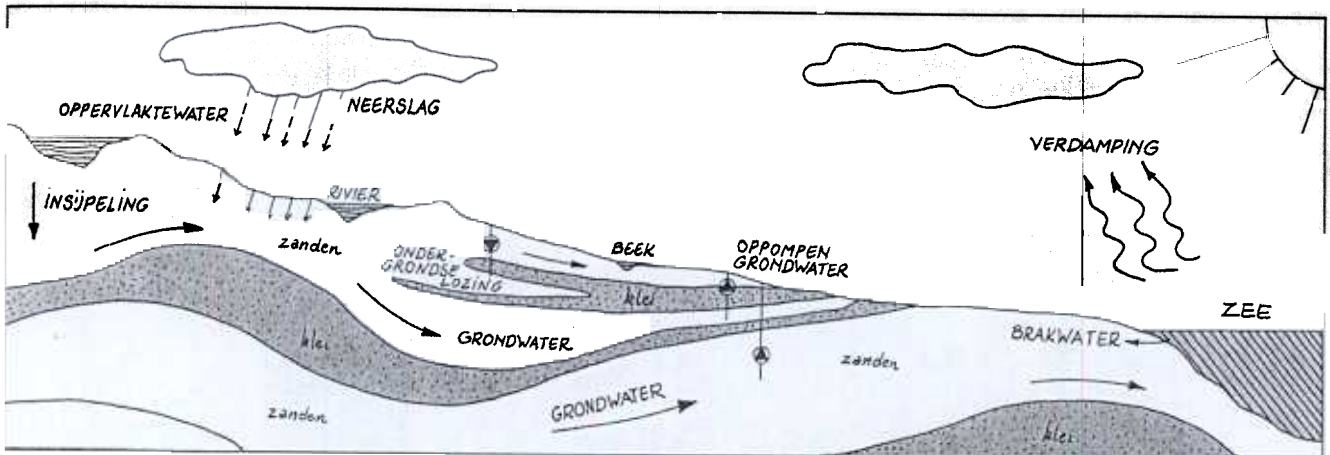 OPPERVLAKTEWATER
NEERSLAG
VERDAMPING
INSIJPELING
RIVIER
zanden
ONDER-
GRONDSE
LOZING
BEEK
OPPOMPEN
GRONDWATER
klei
ZEE
GRONDWATER
BRAKWATER
klei
zanden
zanden
GRONDWATER
klei